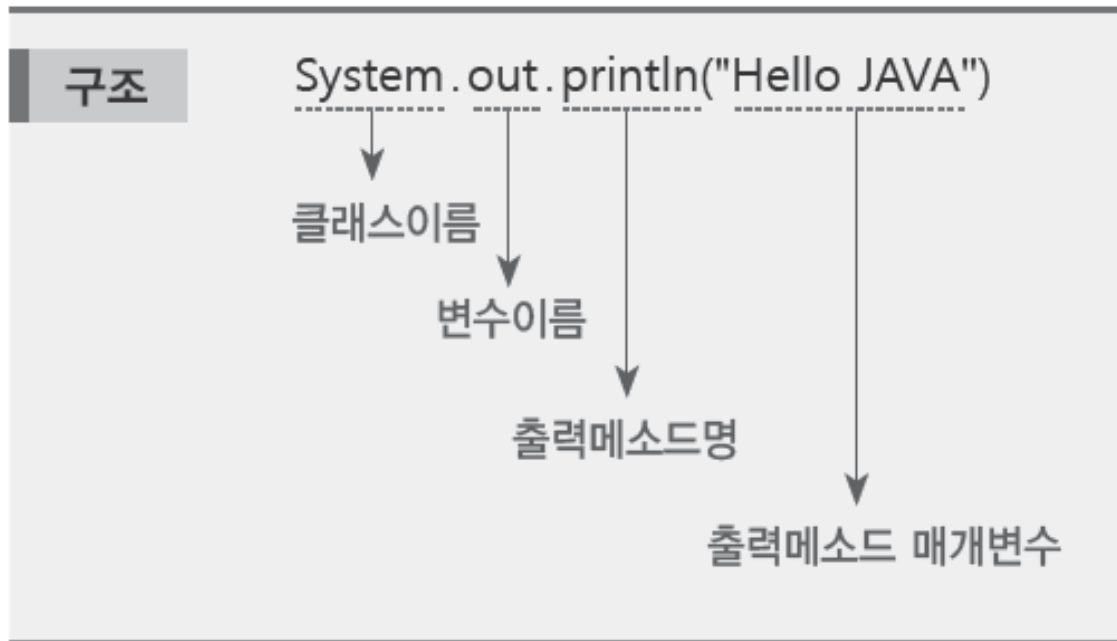 구조
System.out.println("Hello JAVA")
클래스이름
변수이름
출력메소드명
출력메소드 매개변수